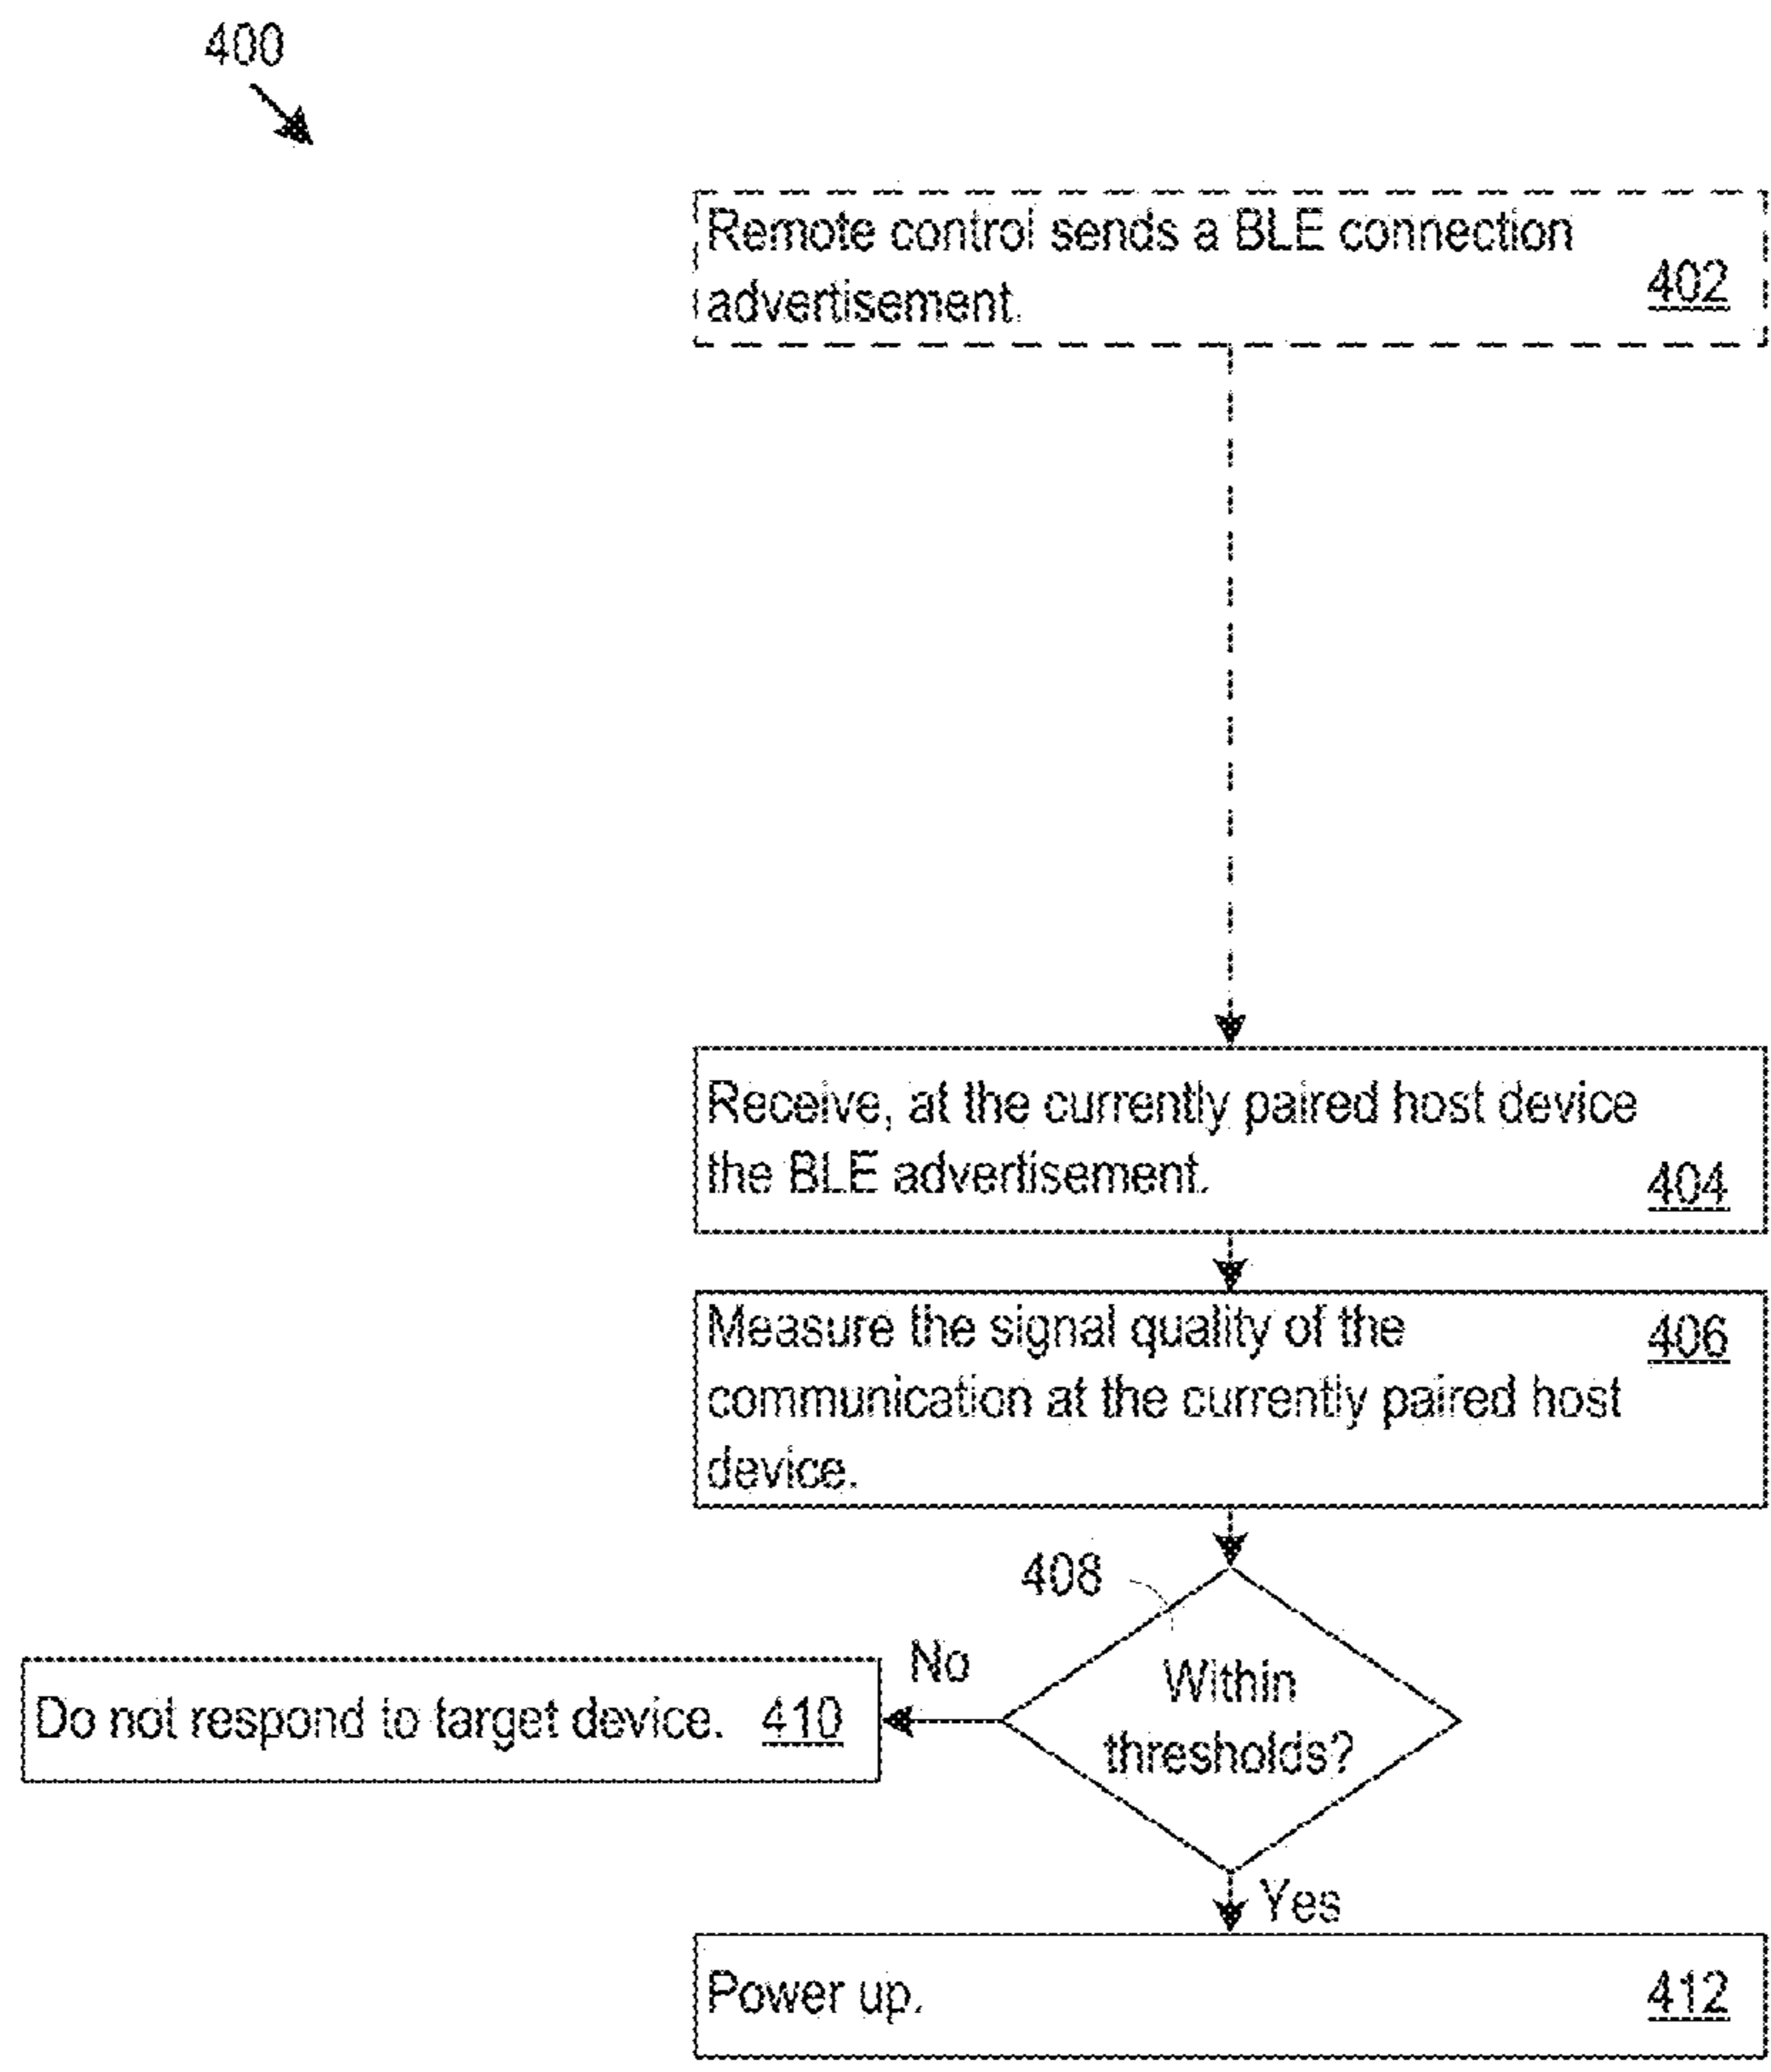 400
Remote control sends a BLE connection
advertisement.
402
Receive, at the currently paired host device
the BLE advertisement.
404
Measure the signal quality of the
406
communication at the currently paired host
device.
408
No
Within
thresholds?
Do not respond to target device. 410
Yes
Power up. 412